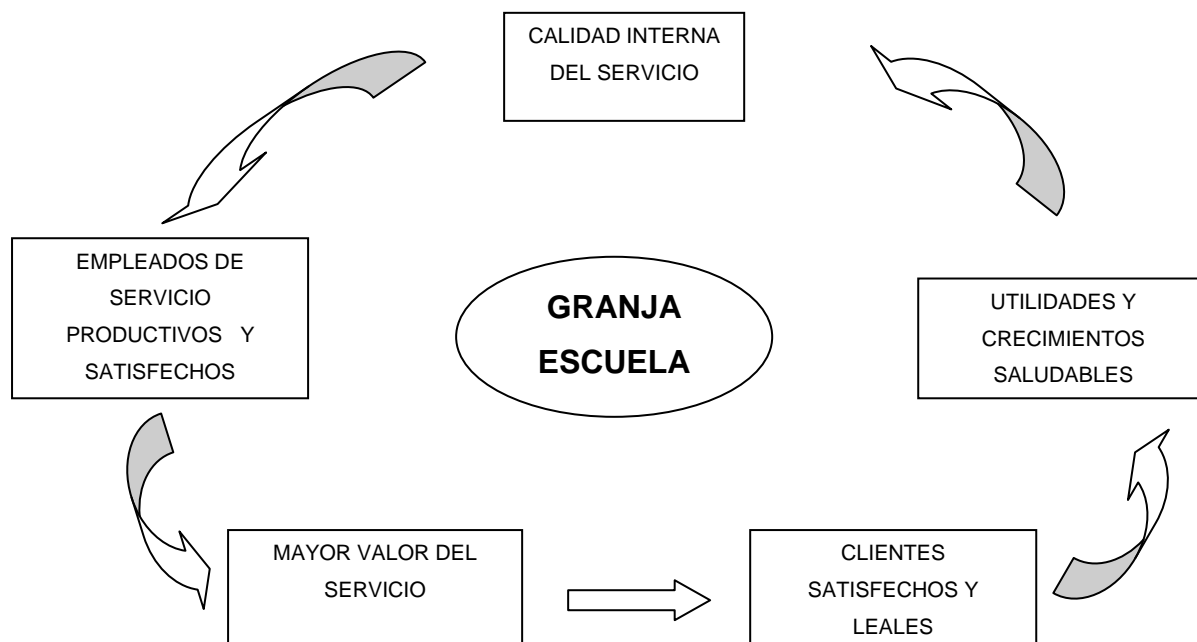 CALIDAD INTERNA
DEL SERVICIO
EMPLEADOS DE
SERVICIO
PRODUCTIVOS Y
SATISFECHOS
GRANJA
ESCUELA
UTILIDADES Y
CRECIMIENTOS
SALUDABLES
MAYOR VALOR DEL
SERVICIO
CLIENTES
SATISFECHOS Y
LEALES